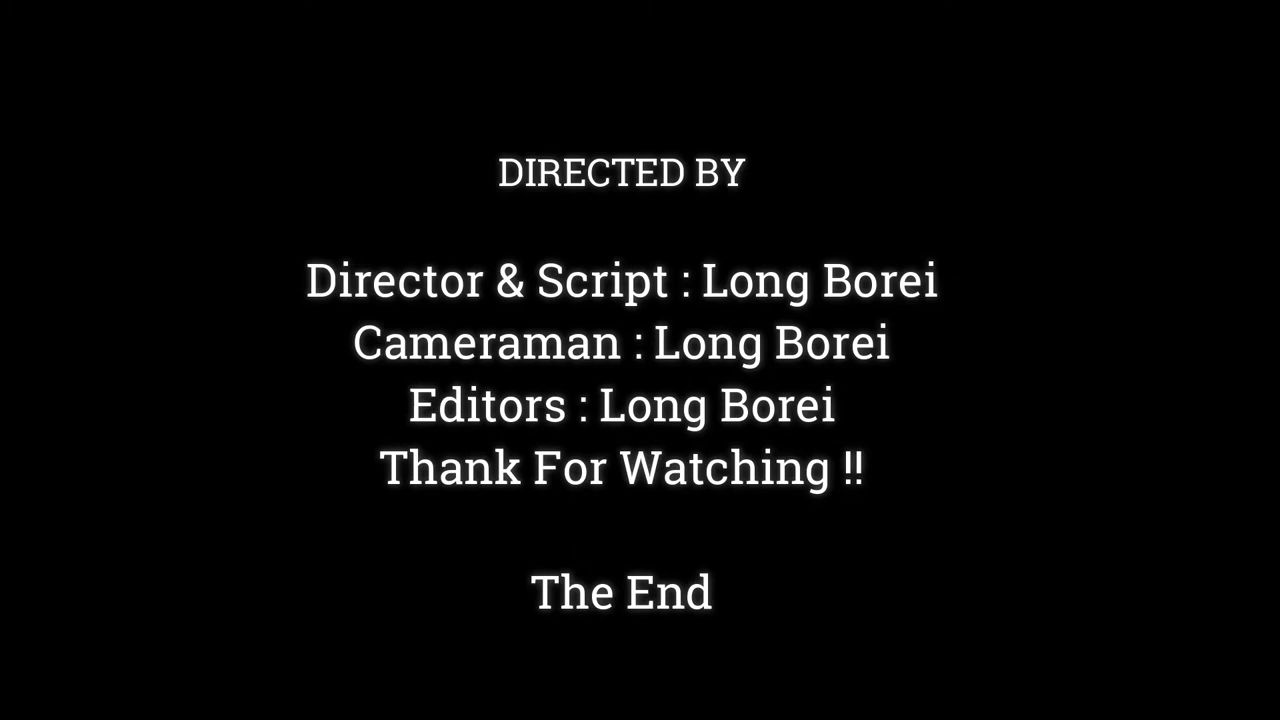 DIRECTED BY
Director & Script : Long Borei
Cameraman : Long Borei
Editors : Long Borei
Thank For Watching !!
The End